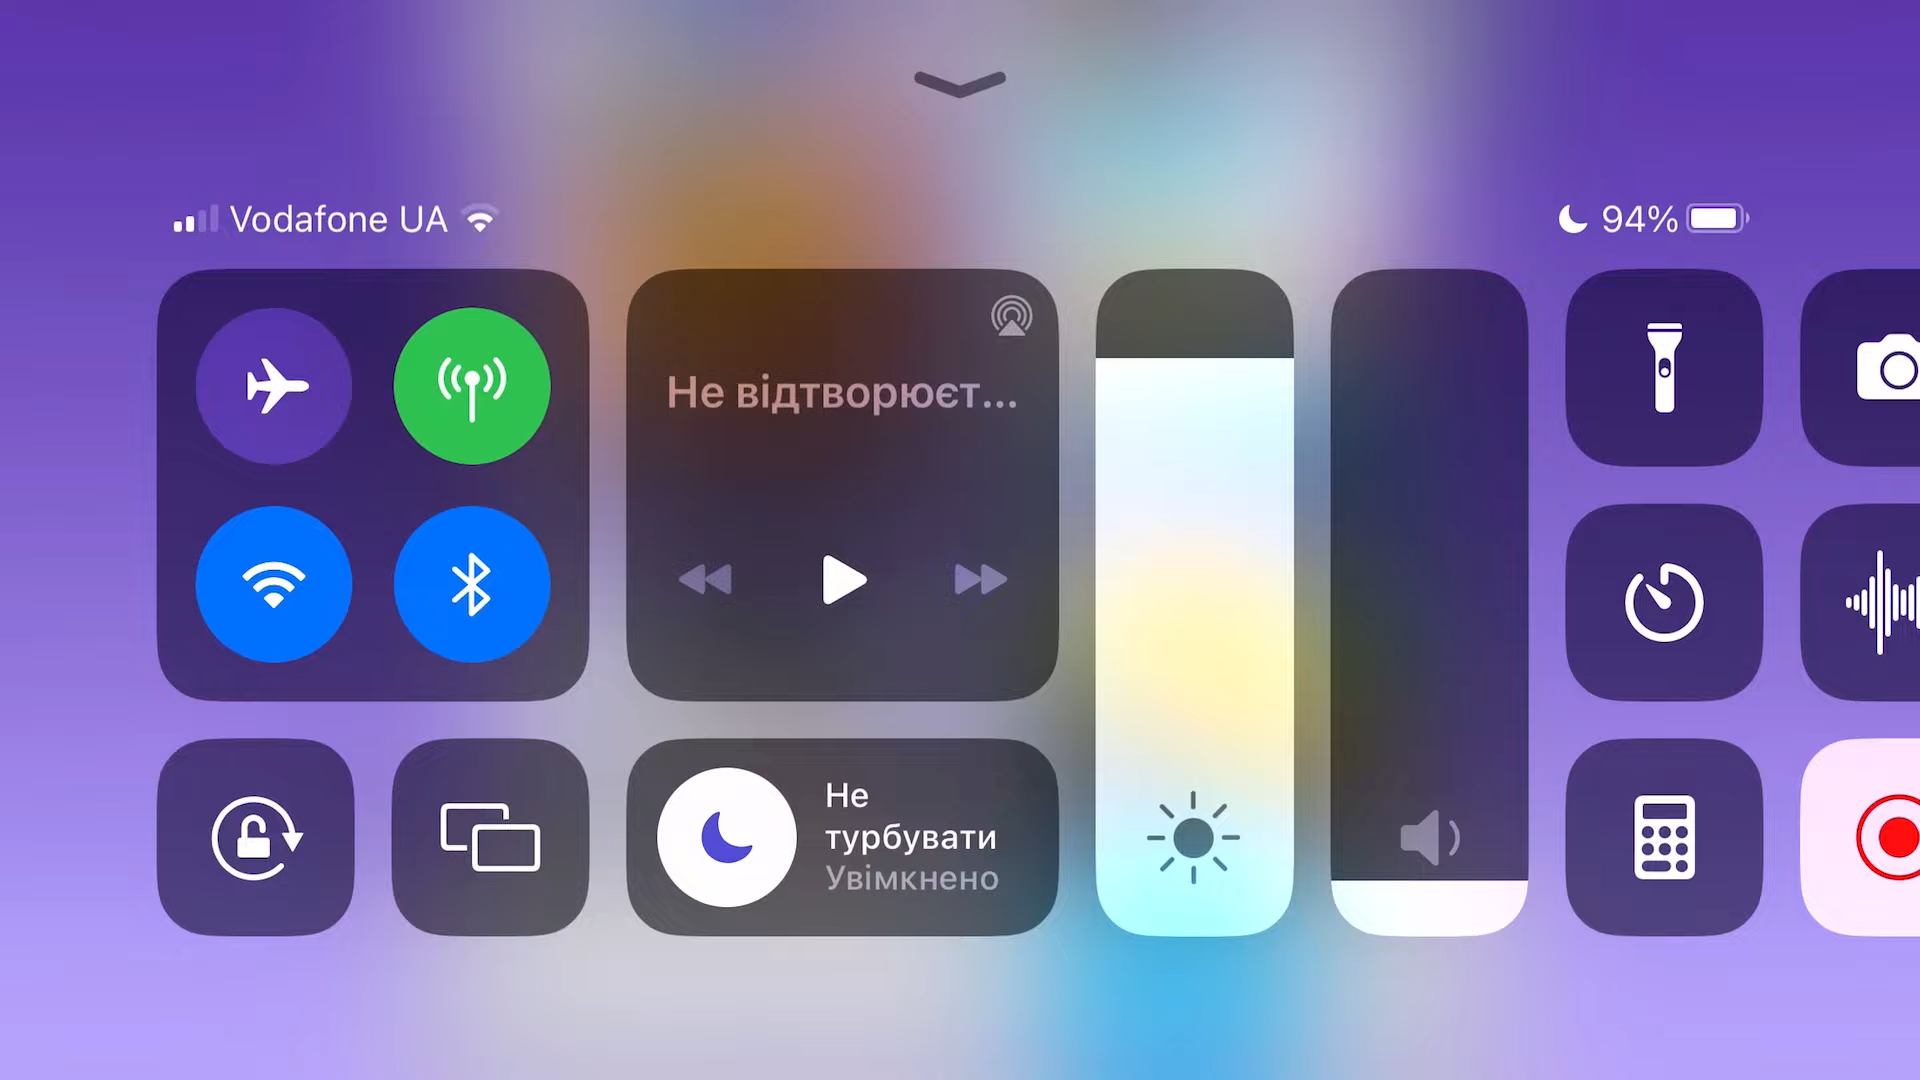 Vodafone UA
94%
Не відтворюєт...
Не
турбувати
Увімкнено